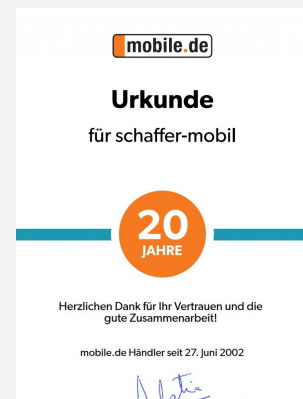 mobile.de
Urkunde
für schaffer-mobil
20
JAHRE
Herzlichen Dank für Ihr Vertrauen und die
gute Zusammenarbeit!
mobile.de Händler seit 27. Juni 2002